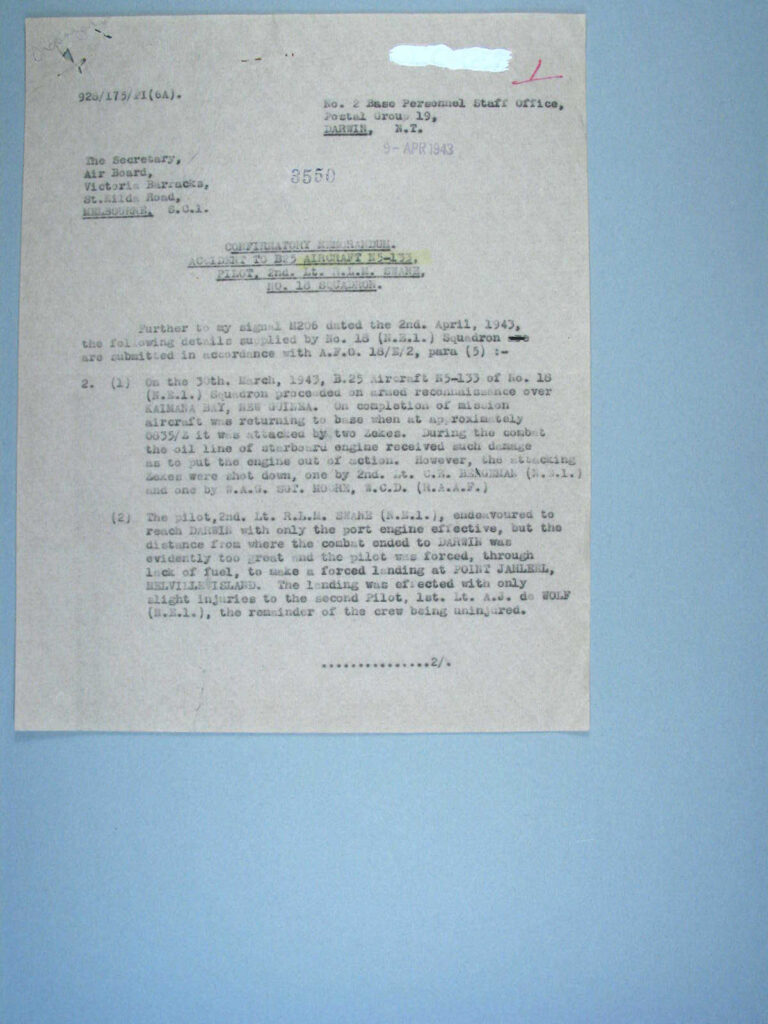 1
928/175/PI(6A).
No. 2 Base Personnel Staff Office,
Postal Group 19,
DARWIN, N.T.
9-APR 1943
The Secretary,
Air Board,
Victoria Barracks,
St.Kilda Road,
MELBOURNE, S.C.1.
3550
CONFIRMATORY MEMORANDUM.
ACCIDENT TO B25 AIRCRAFT N5-133,
PILOT, 2nd. Lt. R.L.M. SWANE,
NO. 18 SQUADRON.
Further to my signal M206 dated the 2nd. April, 1943,
the following details supplied by No. 18 (N.E.I.) Squadron
are submitted in accordance with A.F.O. 18/E/2, para (5) :-
2. (1) On the 30th. March, 1943, B.25 Aircraft N5-133 of No. 18
(N.E.I.) Squadron proceeded on armed reconnaissance over
KAIMANA BAY, NEW GUINEA. On completion of mission
aircraft was returning to base when at approximately
0035/Z it was attacked by two Zekes. During the combat
the oil line of starboard engine received such damage
as to put the engine out of action. However, the attacking
Zekes were shot down, one by 2nd. Lt. C.W. (N.E.I.)
and one by W.A.G. SGT. MOORE, W.C.D. (R.A.A.F.)
(2) The pilot,2nd. Lt. R.L.M. SWANE (N.E.I.), endeavoured to
reach DARWIN with only the port engine effective, but the
distance from where the combat ended to DARWIN was
evidently too great and the pilot was forced, through
lack of fuel, to make a forced landing at POINT JAHLEEL,
MELVILLE ISLAND. The landing was effected with only
slight injuries to the second Pilot, 1st. Lt. A.J. de WOLF
(N.E.I.), the remainder of the crew being uninjured.
................2/.